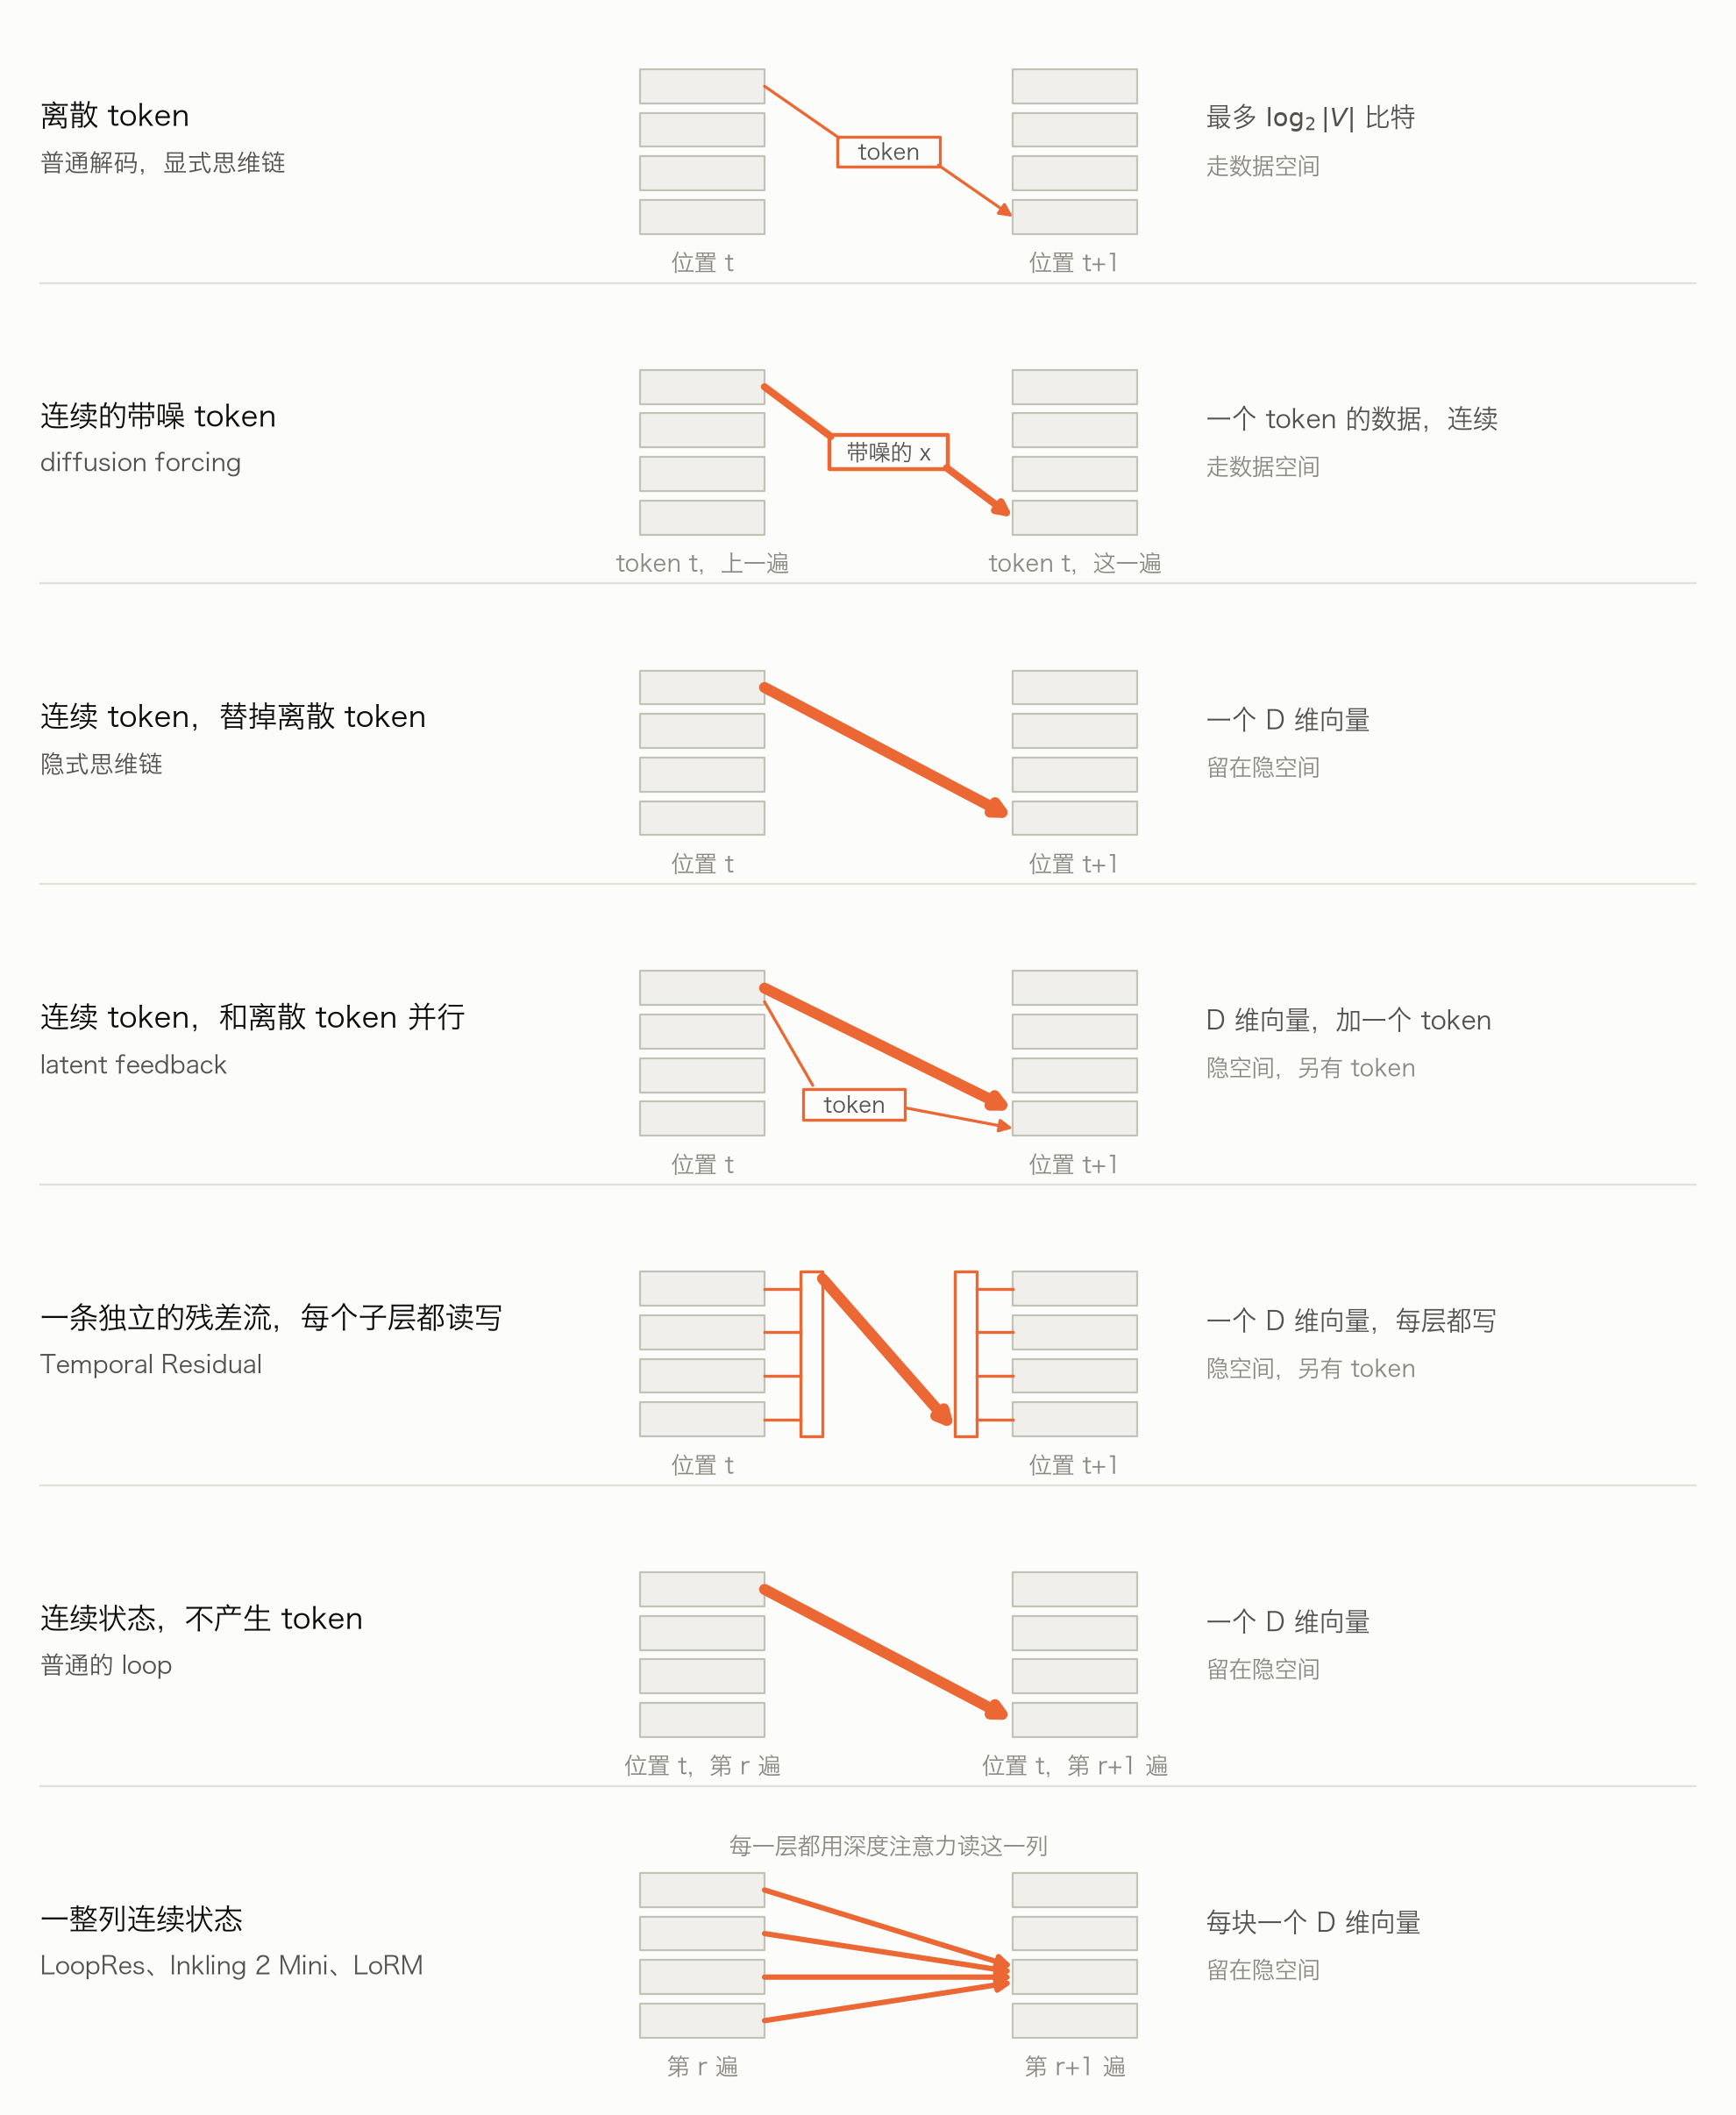 离散 token
普通解码，显式思维链
token
位置 t
位置 t+1
最多 log₂ |V| 比特
走数据空间
连续的带噪 token
diffusion forcing
带噪的 x
token t，上一遍
token t，这一遍
一个 token 的数据，连续
走数据空间
连续 token，替掉离散 token
隐式思维链
位置 t
位置 t+1
一个 D 维向量
留在隐空间
连续 token，和离散 token 并行
latent feedback
token
位置 t
位置 t+1
D 维向量，加一个 token
隐空间，另有 token
一条独立的残差流，每个子层都读写
Temporal Residual
位置 t
位置 t+1
一个 D 维向量，每层都写
隐空间，另有 token
连续状态，不产生 token
普通的 loop
位置 t，第 r 遍
位置 t，第 r+1 遍
一个 D 维向量
留在隐空间
每一层都用深度注意力读这一列
一整列连续状态
LoopRes、Inkling 2 Mini、LoRM
第 r 遍
第 r+1 遍
每块一个 D 维向量
留在隐空间